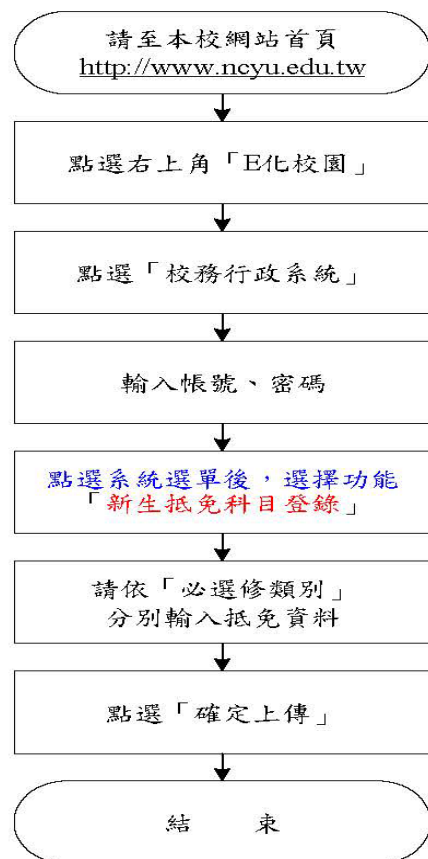 請至本校網站首頁
http://www.ncyu.edu.tw
點選右上角「E化校園」
點選「校務行政系統」
輸入帳號、密碼
點選系統選單後，選擇功能
「新生抵免科目登錄」
請依「必選修類別」
分別輸入抵免資料
點選「確定上傳」
結　　束